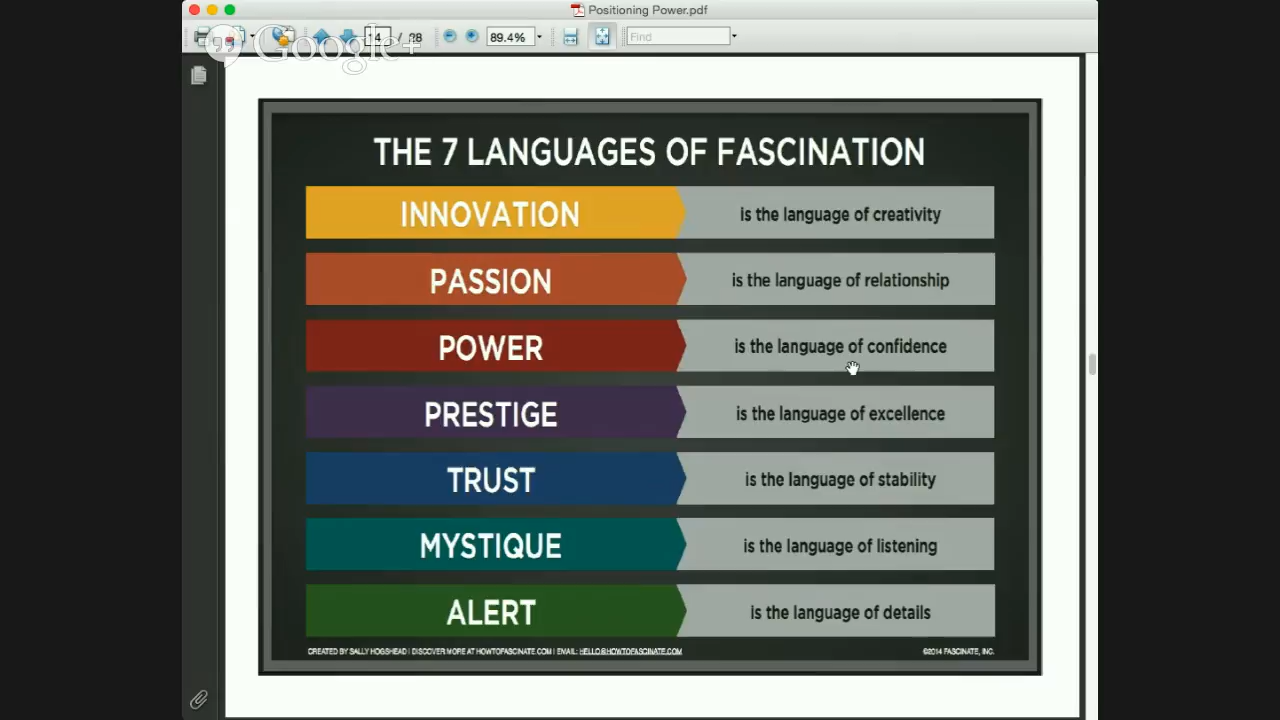 Positioning Power.pdf
Google+
/ 28
89.4%
Find
THE 7 LANGUAGES OF FASCINATION
INNOVATION is the language of creativity
PASSION is the language of relationship
POWER is the language of confidence
PRESTIGE is the language of excellence
TRUST is the language of stability
MYSTIQUE is the language of listening
ALERT is the language of details
CREATED BY SALLY HOGSHEAD | DISCOVER MORE AT HOWTOFASCINATE.COM | EMAIL: HELLO@HOWTOFASCINATE.COM ©2014 FASCINATE, INC.